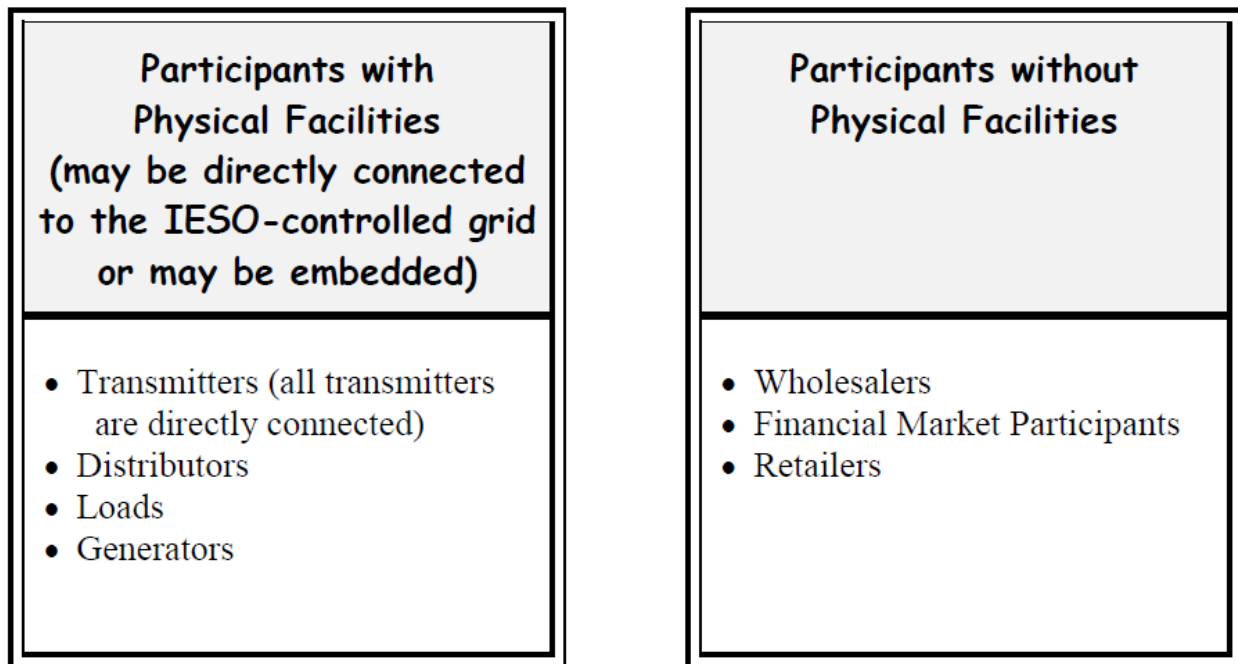 Participants with
Physical Facilities
(may be directly connected
to the IESO-controlled grid
or may be embedded)
• Transmitters (all transmitters
are directly connected)
• Distributors
• Loads
• Generators
Participants without
Physical Facilities
• Wholesalers
• Financial Market Participants
• Retailers